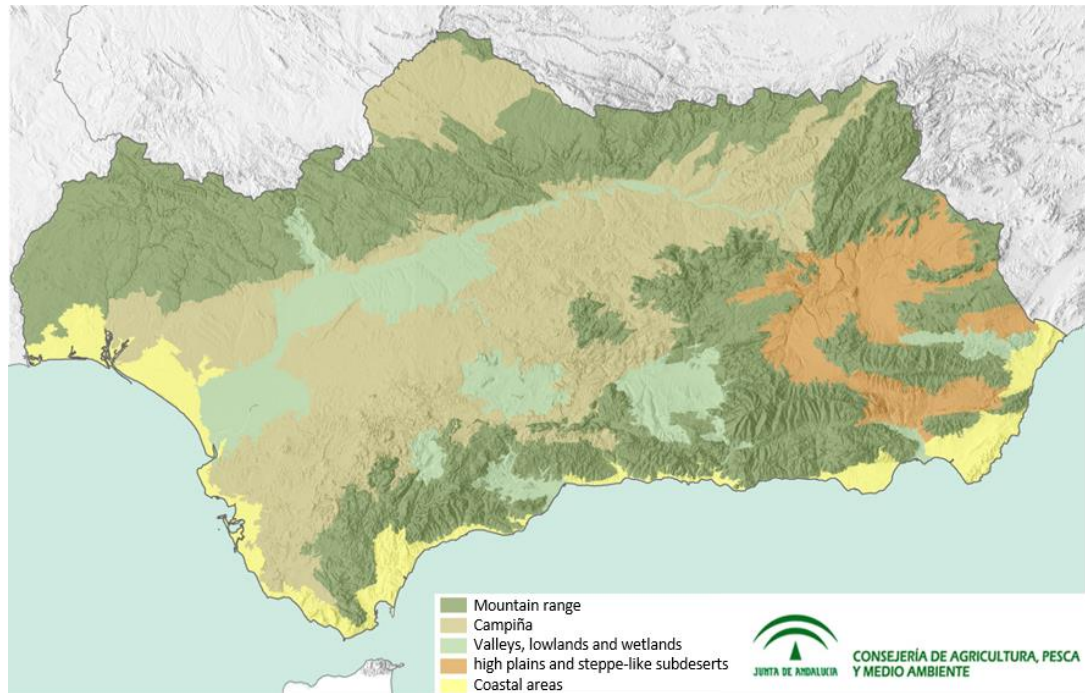 Mountain range
Campiña
Valleys, lowlands and wetlands
high plains and steppe-like subdeserts
Coastal areas
JUNTA DE ANDALUCIA
CONSEJERÍA DE AGRICULTURA, PESCA
Y MEDIO AMBIENTE